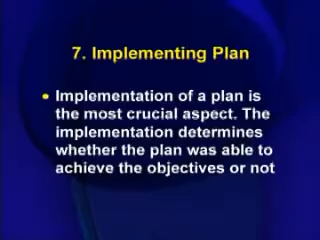 7. Implementing Plan
• Implementation of a plan is
the most crucial aspect. The
implementation determines
whether the plan was able to
achieve the objectives or not